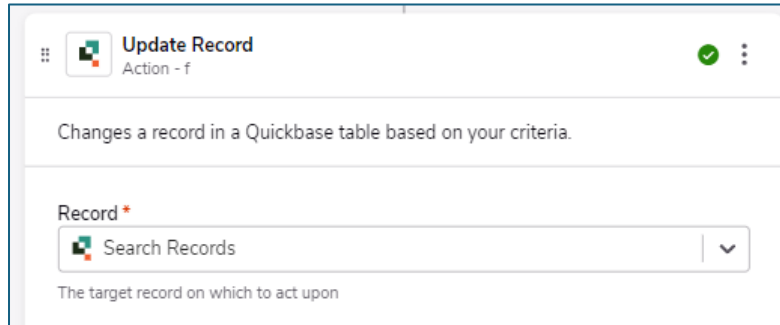 Update Record
Action - f
Changes a record in a Quickbase table based on your criteria.
Record *
Search Records
The target record on which to act upon